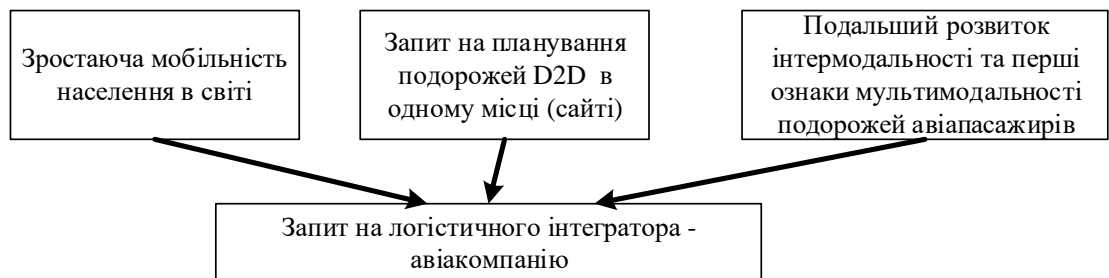 Зростаюча мобільність
населення в світі
Запит на планування
подорожей D2D в
одному місці (сайті)
Подальший розвиток
інтермодальності та перші
ознаки мультимодальності
подорожей авіапасажирів
Запит на логістичного інтегратора -
авіакомпанію